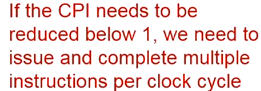 If the CPI needs to be
reduced below 1, we need to
issue and complete multiple
instructions per clock cycle